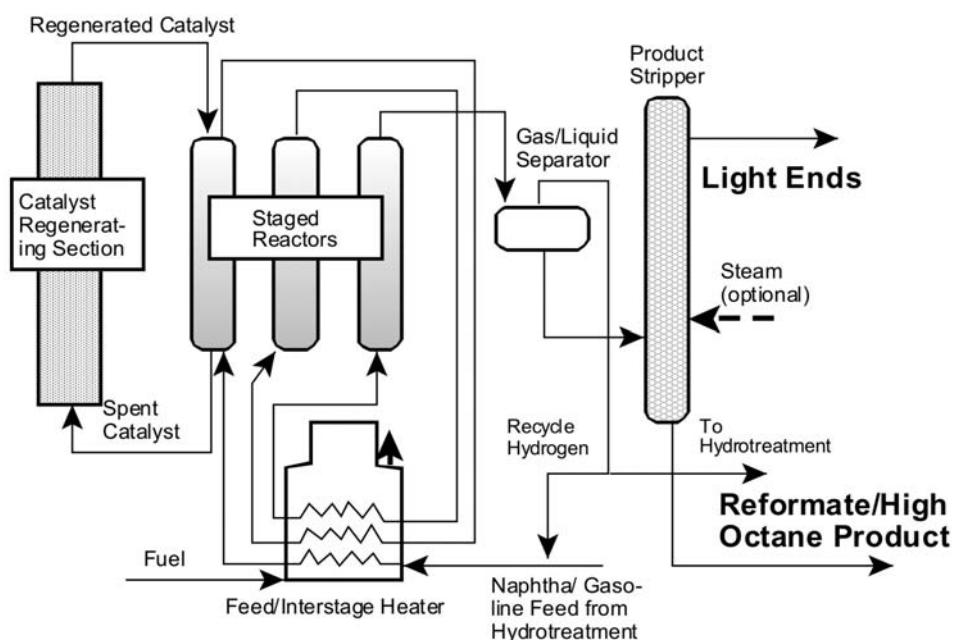 Regenerated Catalyst
Product
Stripper
Gas/Liquid
Separator
Light Ends
Catalyst
Regenerat-
ing Section
Staged
Reactors
Steam
(optional)
Spent
Catalyst
Recycle
Hydrogen
To
Hydrotreatment
Reformate/High
Octane Product
Fuel
Feed/Interstage Heater
Naphtha/ Gaso-
line Feed from
Hydrotreatment